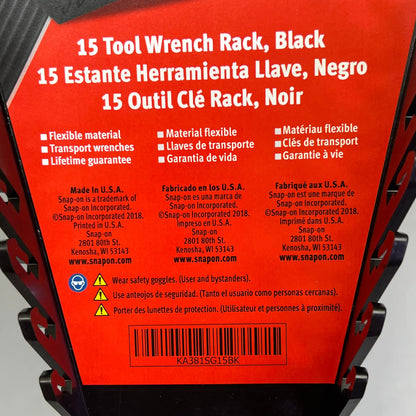 15 Tool Wrench Rack, Black
15 Estante Herramienta Llave, Negro
15 Outil Clé Rack, Noir
Flexible material
Transport wrenches
Lifetime guarantee
Material flexible
Llaves de transporte
Garantia de vida
Matériau flexible
Clés de transport
Garantie à vie
Made in U.S.A.
Snap-on is a trademark of
Snap-on Incorporated.
©Snap-on Incorporated 2018.
Printed in U.S.A.
Snap-on
2801 80th St.
Kenosha, WI 53143
www.snapon.com
Fabricado en los U.S.A.
Snap-on es una marca de
Snap-on Incorporated.
©Snap-on Incorporated 2018.
Impreso en U.S.A.
Snap-on
2801 80th St.
Kenosha, WI 53143
www.snapon.com
Fabriqué aux U.S.A.
Snap-on est une marque de
Snap-on Incorporated.
©Snap-on Incorporated 2018.
Imprimé dans U.S.A.
Snap-on
2801 80th St.
Kenosha, WI 53143
www.snapon.com
Wear safety goggles. (User and bystanders).
Use anteojos de seguridad. (Tanto el usuario como personas cercanas).
Porter des lunettes de protection. (Utilisateur et personnes à proximité).
KA381SG15BK